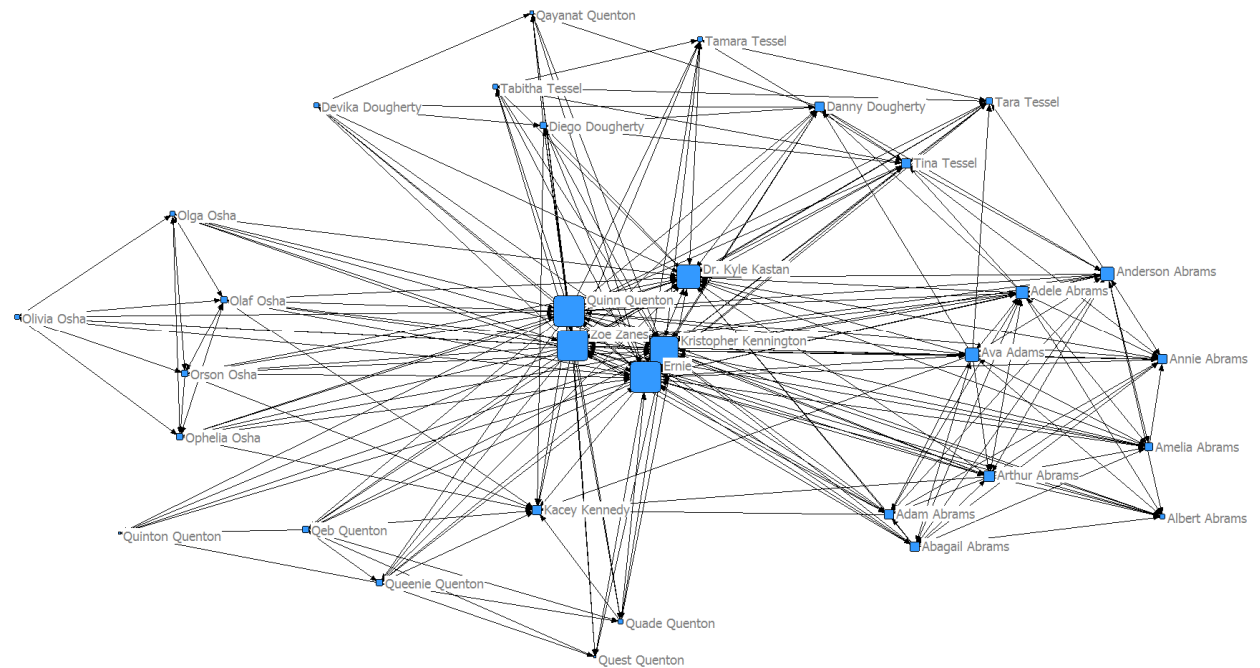 Qayanat Quenton
Tamara Tessel
Tabitha Tessel
Devika Dougherty
Danny Dougherty
Tara Tessel
Diego Dougherty
Tina Tessel
Olga Osha
Dr. Kyle Kastan
Anderson Abrams
Adele Abrams
Olaf Osha
Quinn Quenton
Olivia Osha
Zoe Zanes
Kristopher Kennington
Ava Adams
Annie Abrams
Ernie
Orson Osha
Ophelia Osha
Amelia Abrams
Arthur Abrams
Kacey Kennedy
Adam Abrams
Albert Abrams
Quinton Quenton
Qeb Quenton
Abagail Abrams
Queenie Quenton
Quade Quenton
Quest Quenton